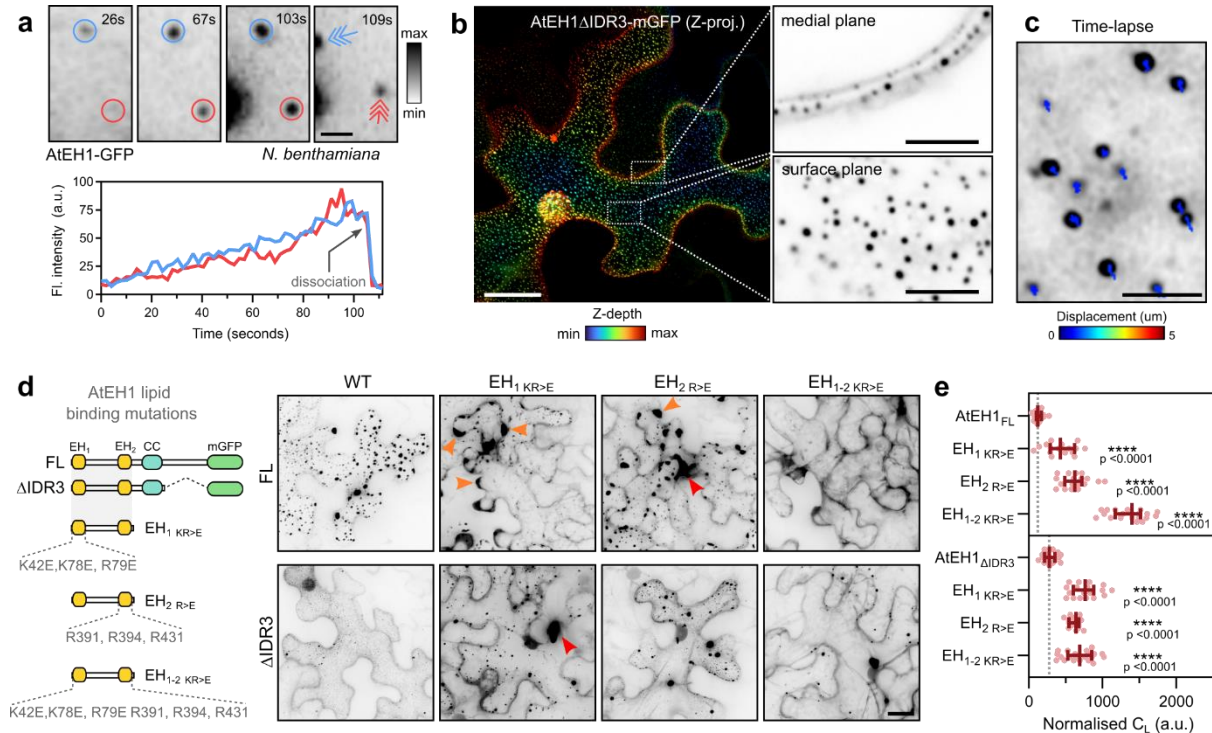 a
26s
67s
103s
109s
max
min
AtEH1-GFP
N. benthamiana
Fl. intensity (a.u.)
100
75
50
25
0
dissociation
0 20 40 60 80 100
Time (seconds)
b
AtEH1ΔIDR3-mGFP (Z-proj.)
medial plane
surface plane
Z-depth
min
max
c
Time-lapse
Displacement (um)
0
5
d
AtEH1 lipid
binding mutations
EH1 EH2 CC mGFP
FL
ΔIDR3
EH1 KR>E
K42E,K78E, R79E
EH2 R>E
R391, R394, R431
EH1-2 KR>E
K42E,K78E, R79E R391, R394, R431
WT
EH1 KR>E
EH2 R>E
EH1-2 KR>E
FL
ΔIDR3
e
AtEH1FL
EH1 KR>E
****
p <0.0001
EH2 R>E
****
p <0.0001
EH1-2 KR>E
****
p <0.0001
AtEH1ΔIDR3
EH1 KR>E
****
p <0.0001
EH2 R>E
****
p <0.0001
EH1-2 KR>E
****
p <0.0001
0 1000 2000
Normalised CL (a.u.)